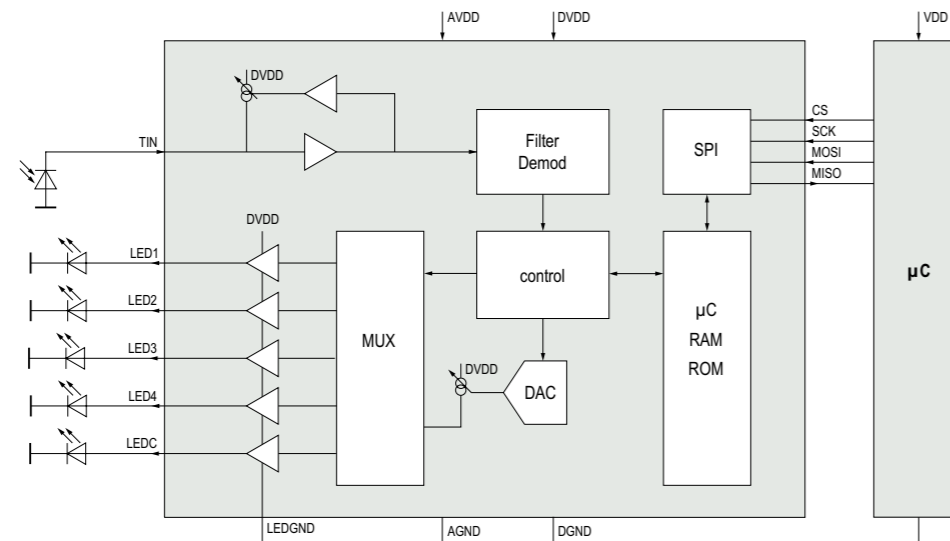 AVDD
DVDD
VDD
DVDD
TIN
Filter
Demod
SPI
CS
SCK
MOSI
MISO
DVDD
LED1
LED2
LED3
LED4
LEDC
MUX
control
DVDD
DAC
µC
RAM
ROM
µC
LEDGND
AGND
DGND